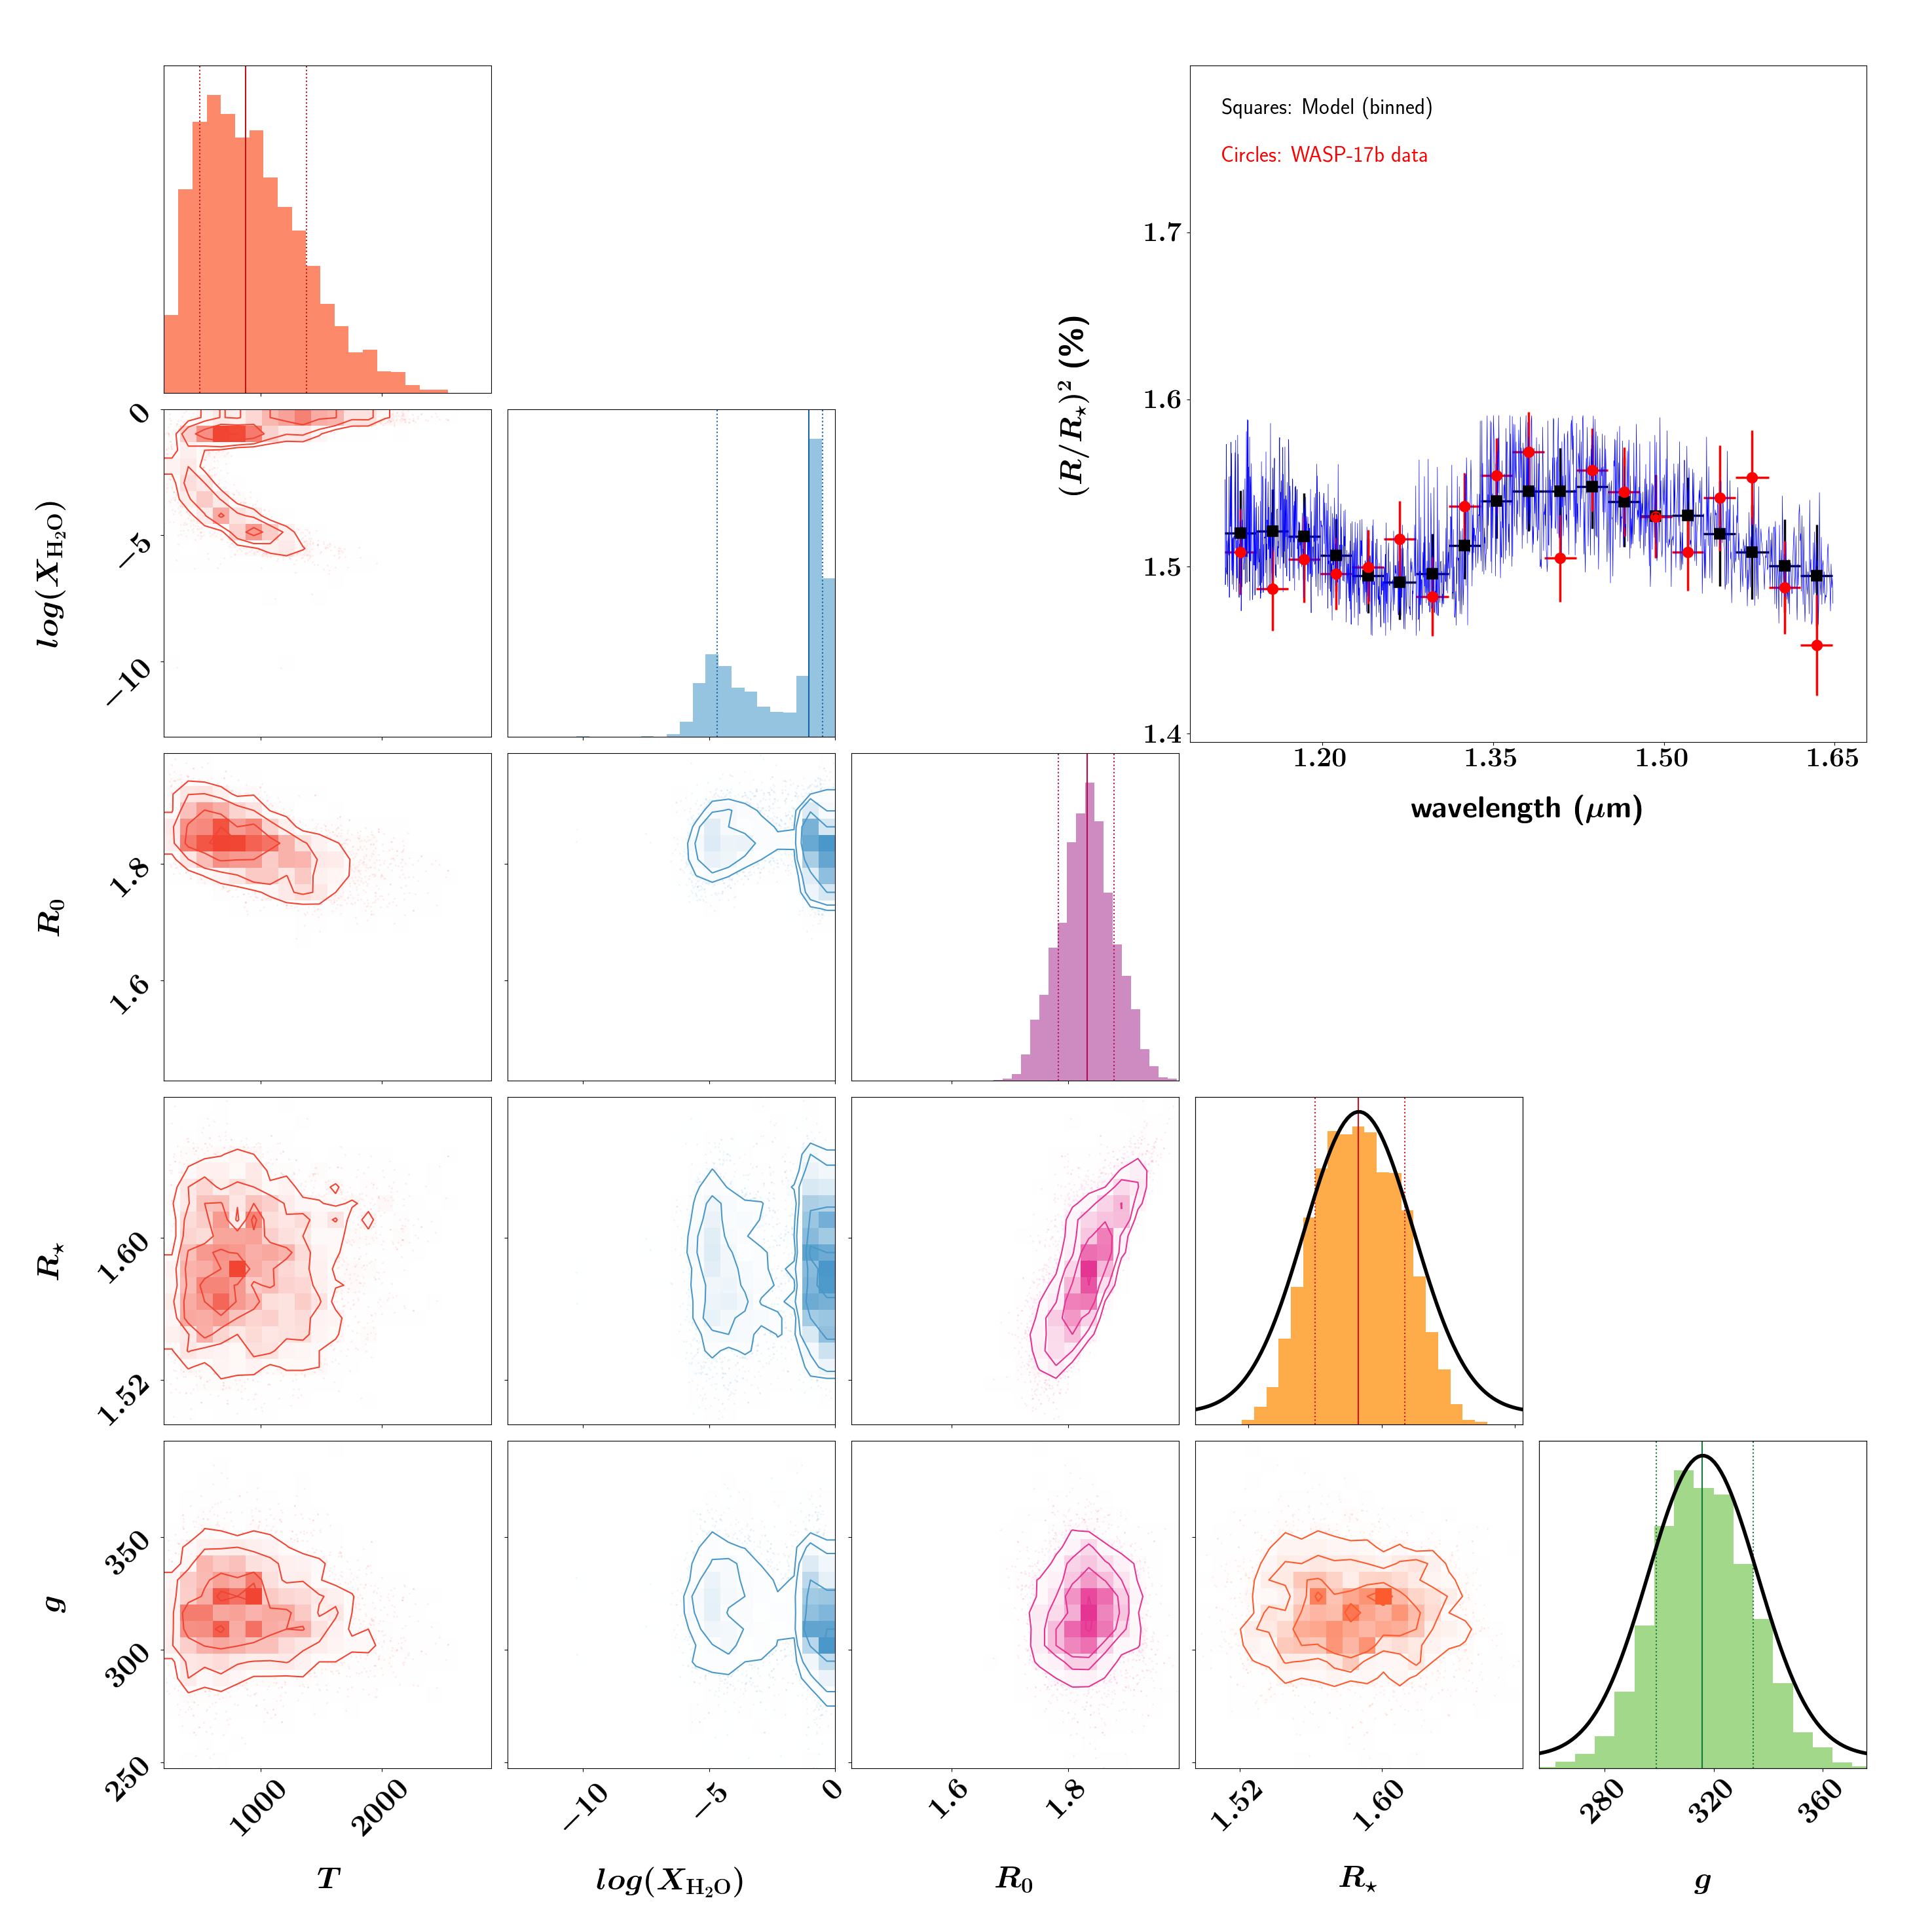 Squares: Model (binned)
Circles: WASP-17b data
(R/R⋆)² (%)
1.7
1.6
1.5
1.4
1.20 1.35 1.50 1.65
wavelength (μm)
log(X_H₂O)
0
−5
−10
R₀
1.8
1.6
R⋆
1.60
1.52
g
350
300
250
1000 2000
−10 −5 0
1.6 1.8
1.52 1.60
280 320 360
T
log(X_H₂O)
R₀
R⋆
g